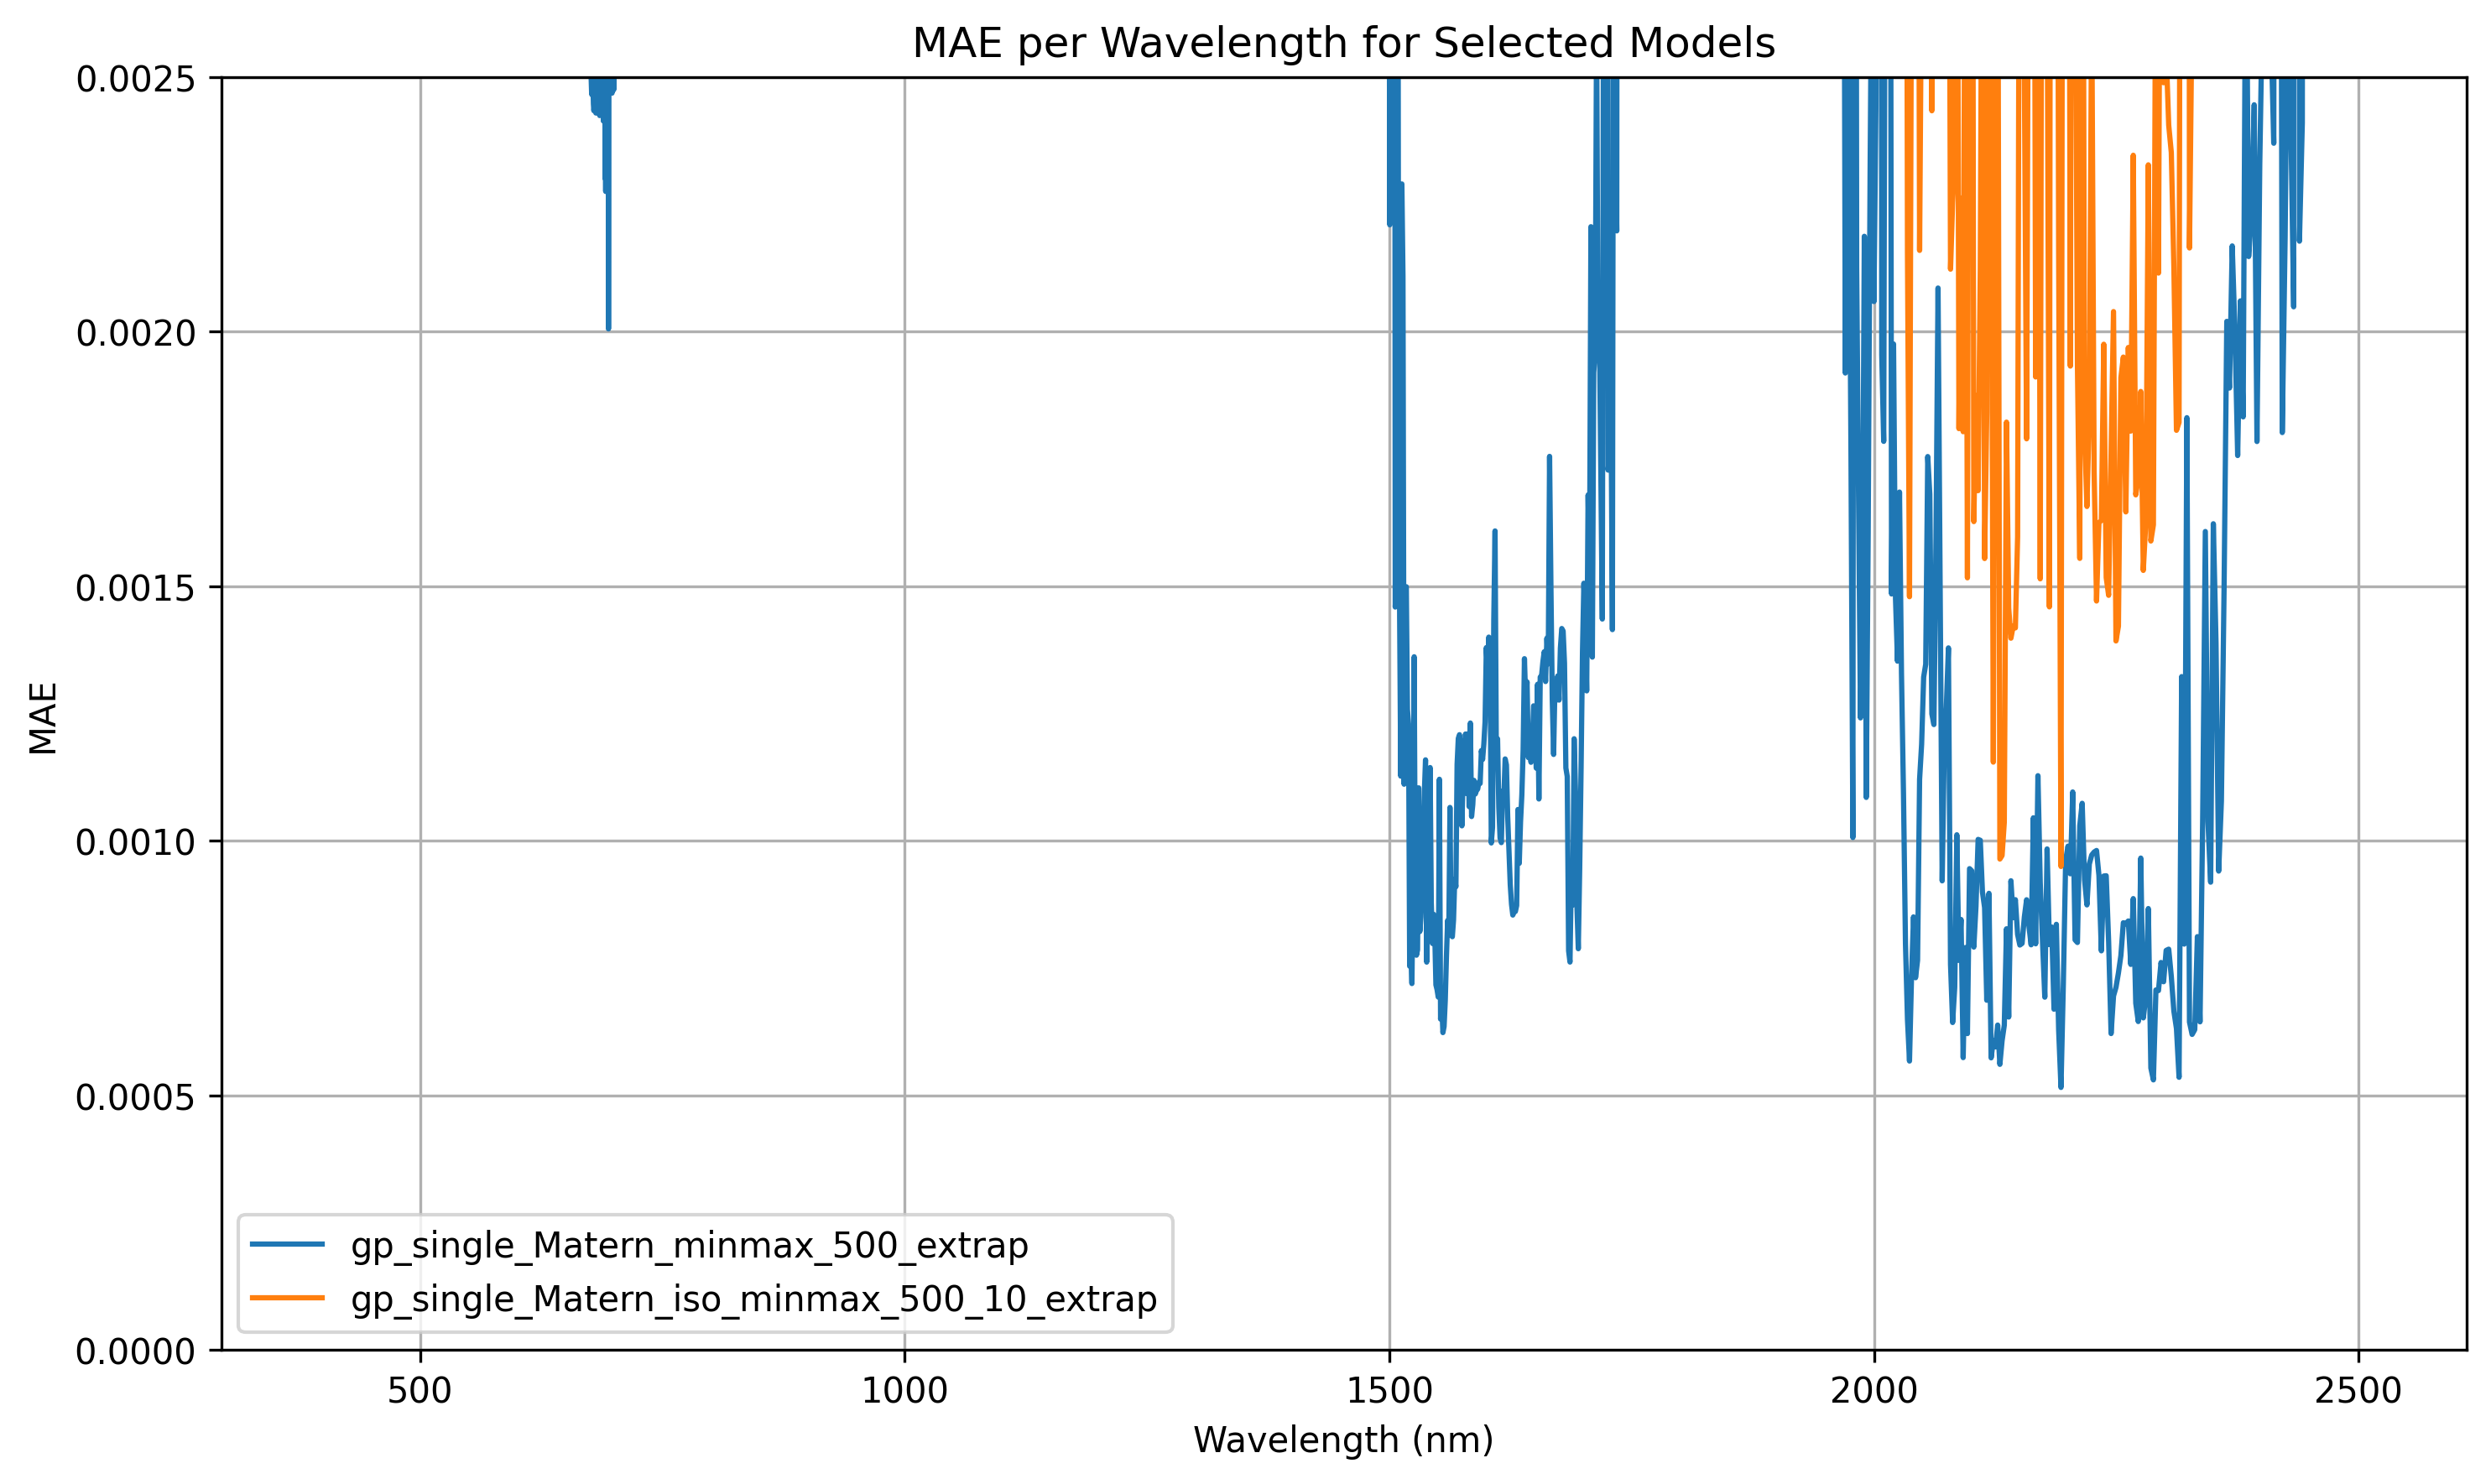 MAE per Wavelength for Selected Models
0.0025
0.0020
0.0015
0.0010
0.0005
0.0000
MAE
gp_single_Matern_minmax_500_extrap
gp_single_Matern_iso_minmax_500_10_extrap
500 1000 1500 2000 2500
Wavelength (nm)